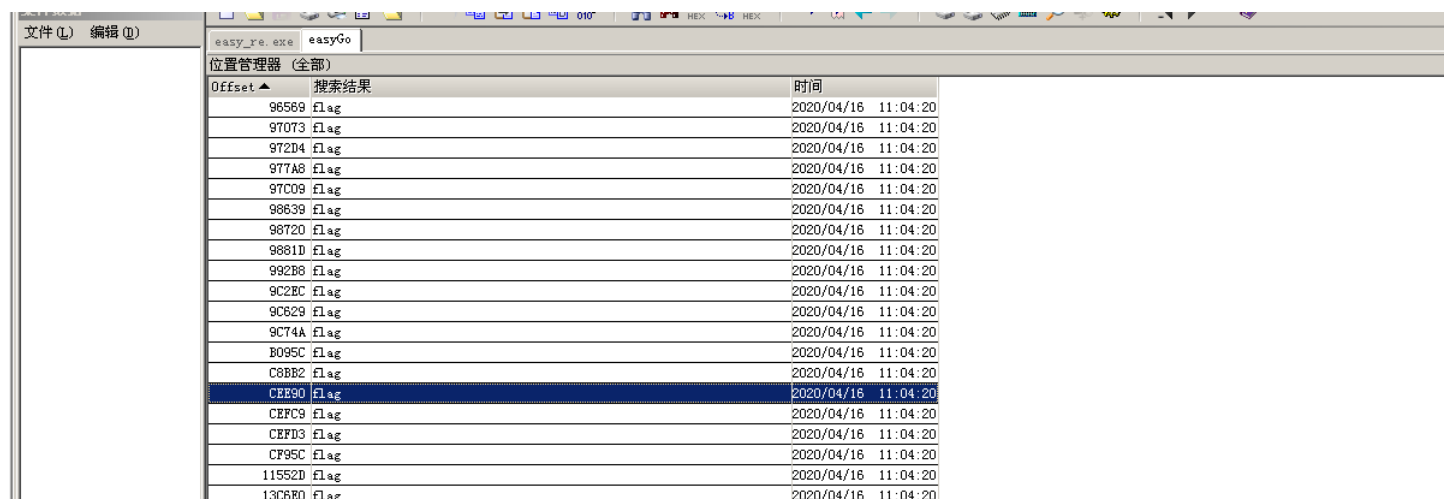 文件(L) 编辑(D)
010
HEX HEX
easy_re.exe easyGo
位置管理器 (全部)
Offset 搜索结果 时间
96569 flag 2020/04/16 11:04:20
97073 flag 2020/04/16 11:04:20
972D4 flag 2020/04/16 11:04:20
977A8 flag 2020/04/16 11:04:20
97C09 flag 2020/04/16 11:04:20
98639 flag 2020/04/16 11:04:20
98720 flag 2020/04/16 11:04:20
9881D flag 2020/04/16 11:04:20
992B8 flag 2020/04/16 11:04:20
9C2EC flag 2020/04/16 11:04:20
9C629 flag 2020/04/16 11:04:20
9C74A flag 2020/04/16 11:04:20
B095C flag 2020/04/16 11:04:20
C8BB2 flag 2020/04/16 11:04:20
CEE90 flag 2020/04/16 11:04:20
CEFC9 flag 2020/04/16 11:04:20
CEFD3 flag 2020/04/16 11:04:20
CF95C flag 2020/04/16 11:04:20
11552D flag 2020/04/16 11:04:20
13C6E0 flag 2020/04/16 11:04:20